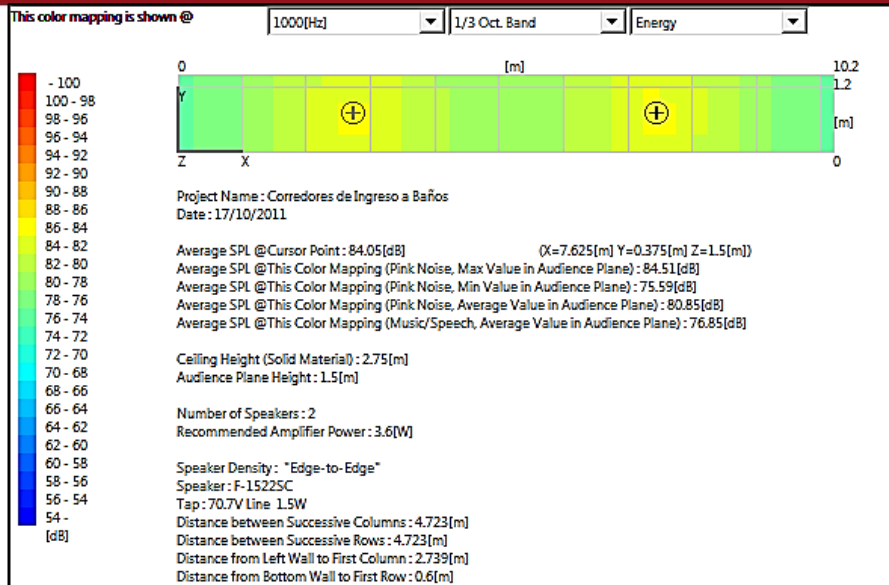 This color mapping is shown @ 1000[Hz] 1/3 Oct. Band Energy
0 [m] 10.2
1.2
Y
[m]
Z X 0
- 100
100 - 98
98 - 96
96 - 94
94 - 92
92 - 90
90 - 88
88 - 86
86 - 84
84 - 82
82 - 80
80 - 78
78 - 76
76 - 74
74 - 72
72 - 70
70 - 68
68 - 66
66 - 64
64 - 62
62 - 60
60 - 58
58 - 56
56 - 54
54 -
[dB]
Project Name : Corredores de Ingreso a Baños
Date : 17/10/2011
Average SPL @Cursor Point : 84.05[dB] (X=7.625[m] Y=0.375[m] Z=1.5[m])
Average SPL @This Color Mapping (Pink Noise, Max Value in Audience Plane) : 84.51[dB]
Average SPL @This Color Mapping (Pink Noise, Min Value in Audience Plane) : 75.59[dB]
Average SPL @This Color Mapping (Pink Noise, Average Value in Audience Plane) : 80.85[dB]
Average SPL @This Color Mapping (Music/Speech, Average Value in Audience Plane) : 76.85[dB]
Ceiling Height (Solid Material) : 2.75[m]
Audience Plane Height : 1.5[m]
Number of Speakers : 2
Recommended Amplifier Power : 3.6[W]
Speaker Density : "Edge-to-Edge"
Speaker : F-1522SC
Tap : 70.7V Line 1.5W
Distance between Successive Columns : 4.723[m]
Distance between Successive Rows : 4.723[m]
Distance from Left Wall to First Column : 2.739[m]
Distance from Bottom Wall to First Row : 0.6[m]